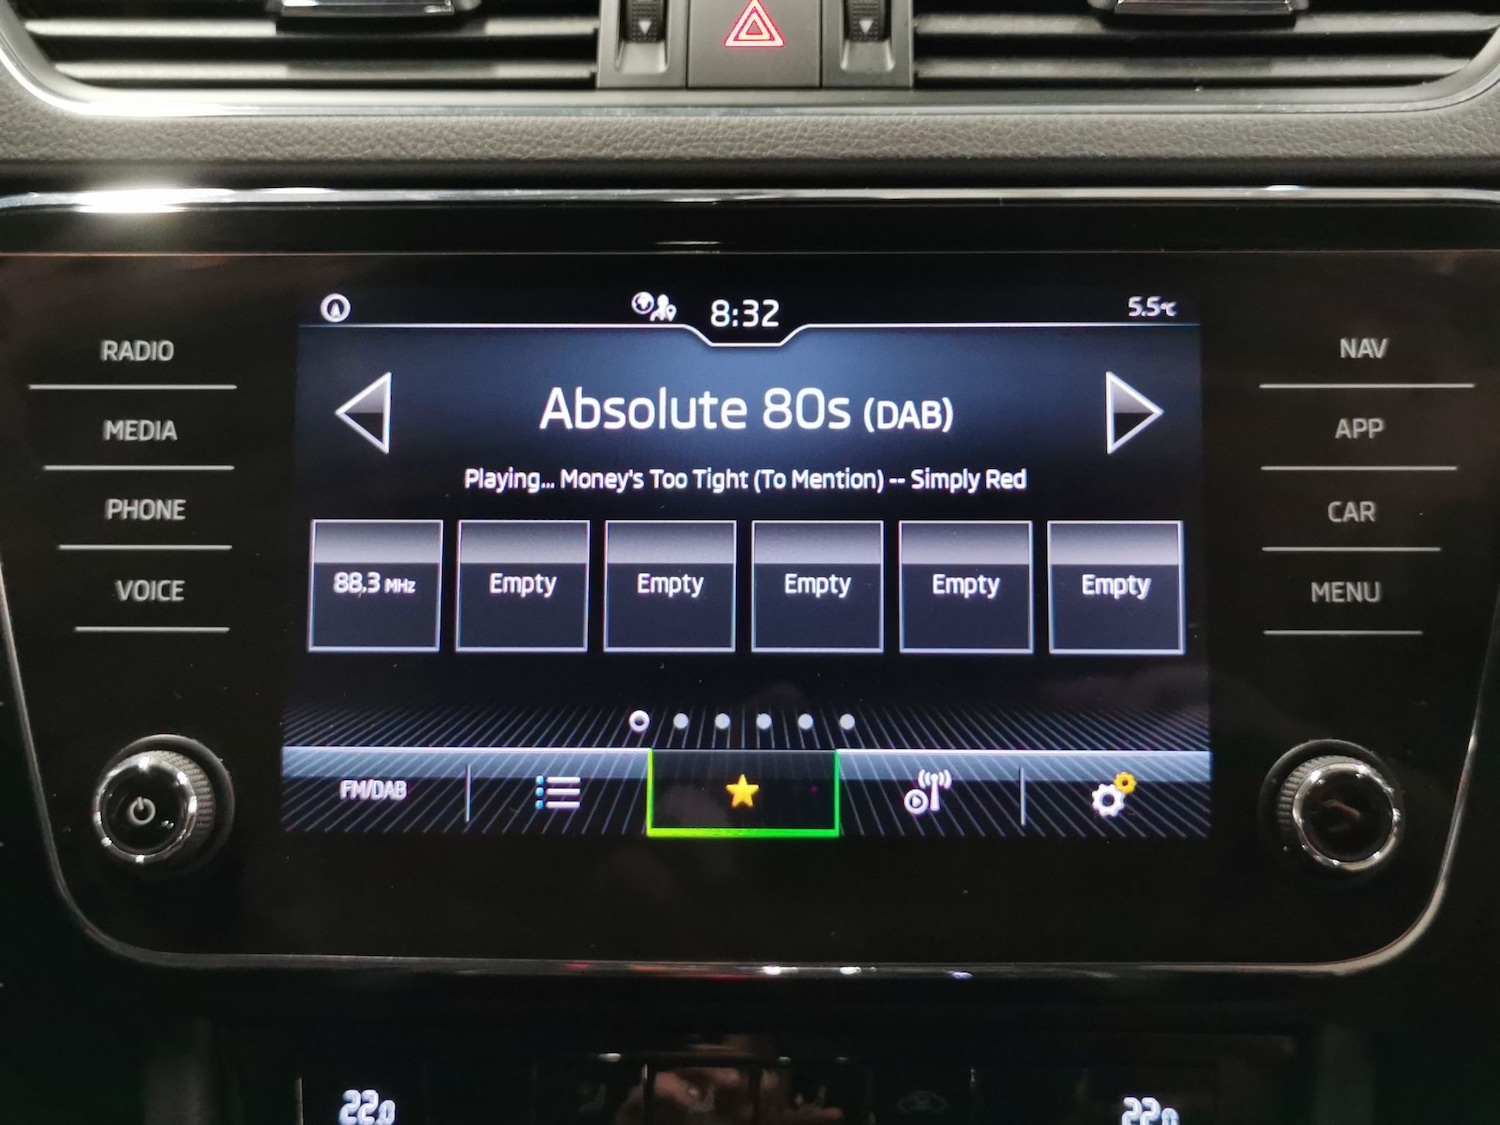 8:32
5.5°C
RADIO
MEDIA
PHONE
VOICE
Absolute 80s (DAB)
Playing... Money's Too Tight (To Mention) -- Simply Red
88.3 MHz
Empty
Empty
Empty
Empty
Empty
FM/DAB
NAV
APP
CAR
MENU
22.0
22.0